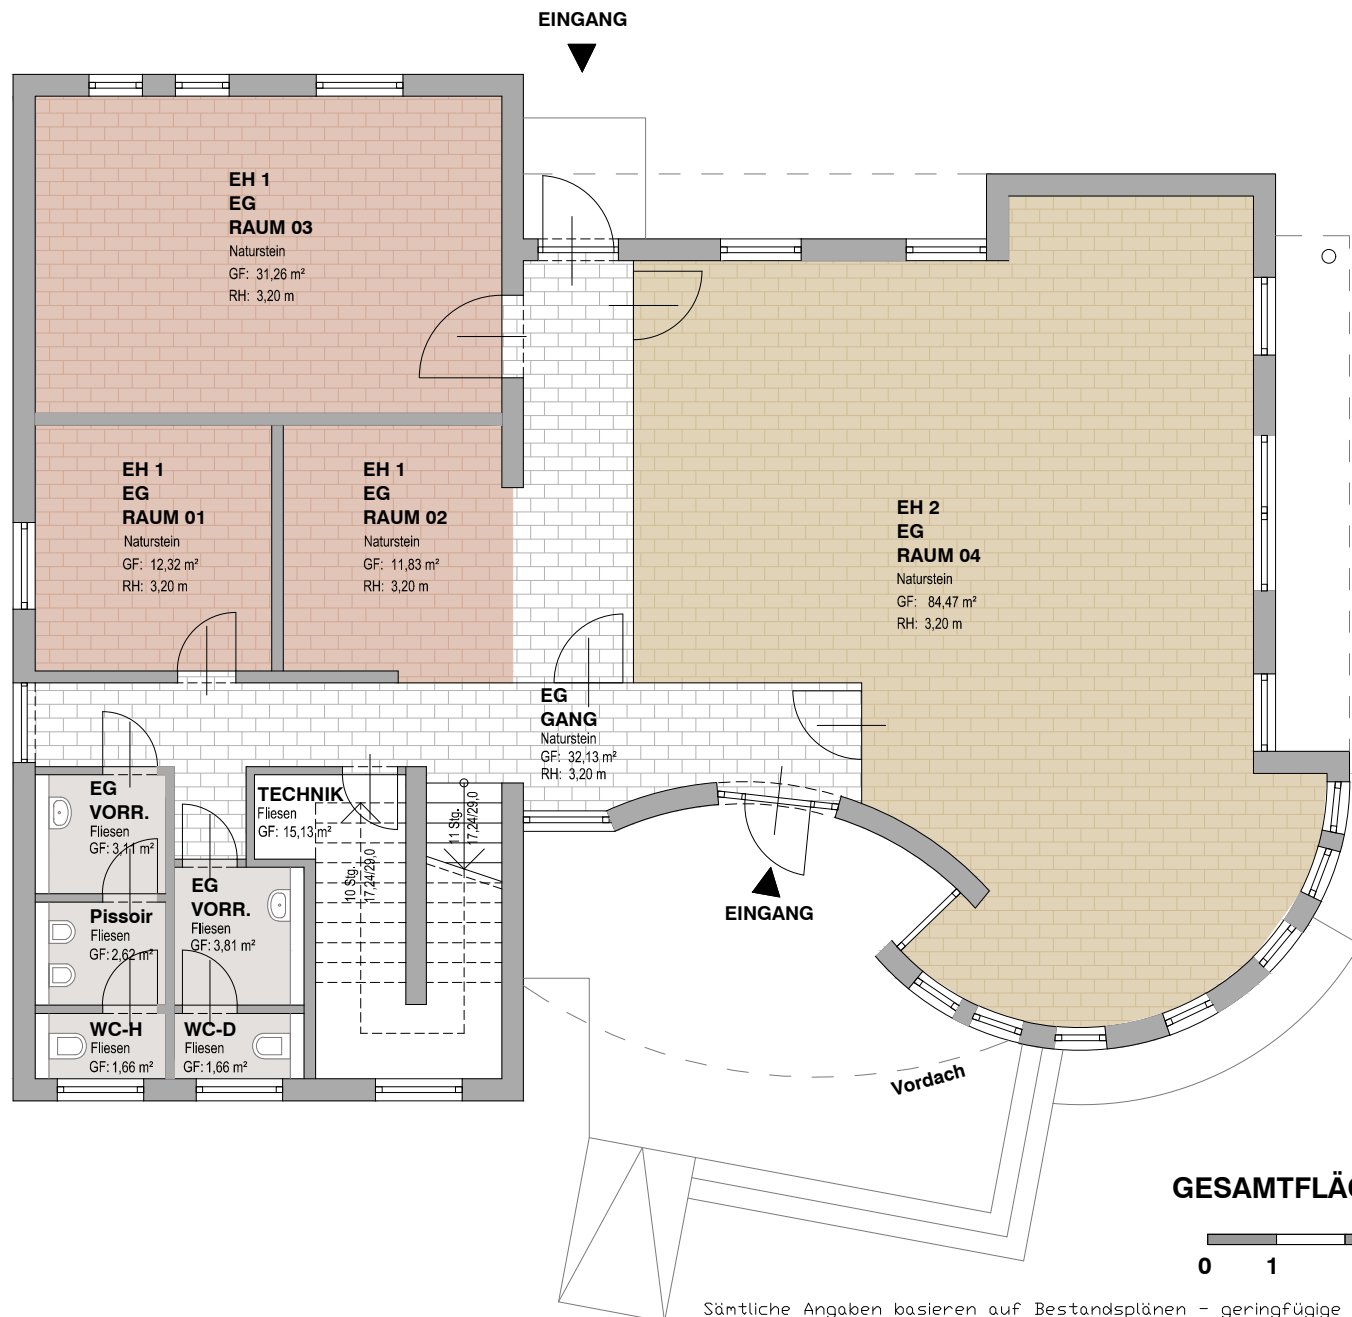 EINGANG
EH 1
EG
RAUM 03
Naturstein
GF: 31,26 m²
RH: 3,20 m
EH 1
EG
RAUM 01
Naturstein
GF: 12,32 m²
RH: 3,20 m
EH 1
EG
RAUM 02
Naturstein
GF: 11,83 m²
RH: 3,20 m
EH 2
EG
RAUM 04
Naturstein
GF: 84,47 m²
RH: 3,20 m
EG
GANG
Naturstein
GF: 32,13 m²
RH: 3,20 m
EG
VORR.
Fliesen
GF: 3,11 m²
TECHNIK
Fliesen
GF: 15,13 m²
11 Stg.
17,24/29,0
10 Stg.
17,24/29,0
EG
VORR.
Fliesen
GF: 3,81 m²
Pissoir
Fliesen
GF: 2,62 m²
WC-H
Fliesen
GF: 1,66 m²
WC-D
Fliesen
GF: 1,66 m²
EINGANG
Vordach
GESAMTFLÄC
0 1
Sämtliche Angaben basieren auf Bestandsplänen - geringfügige